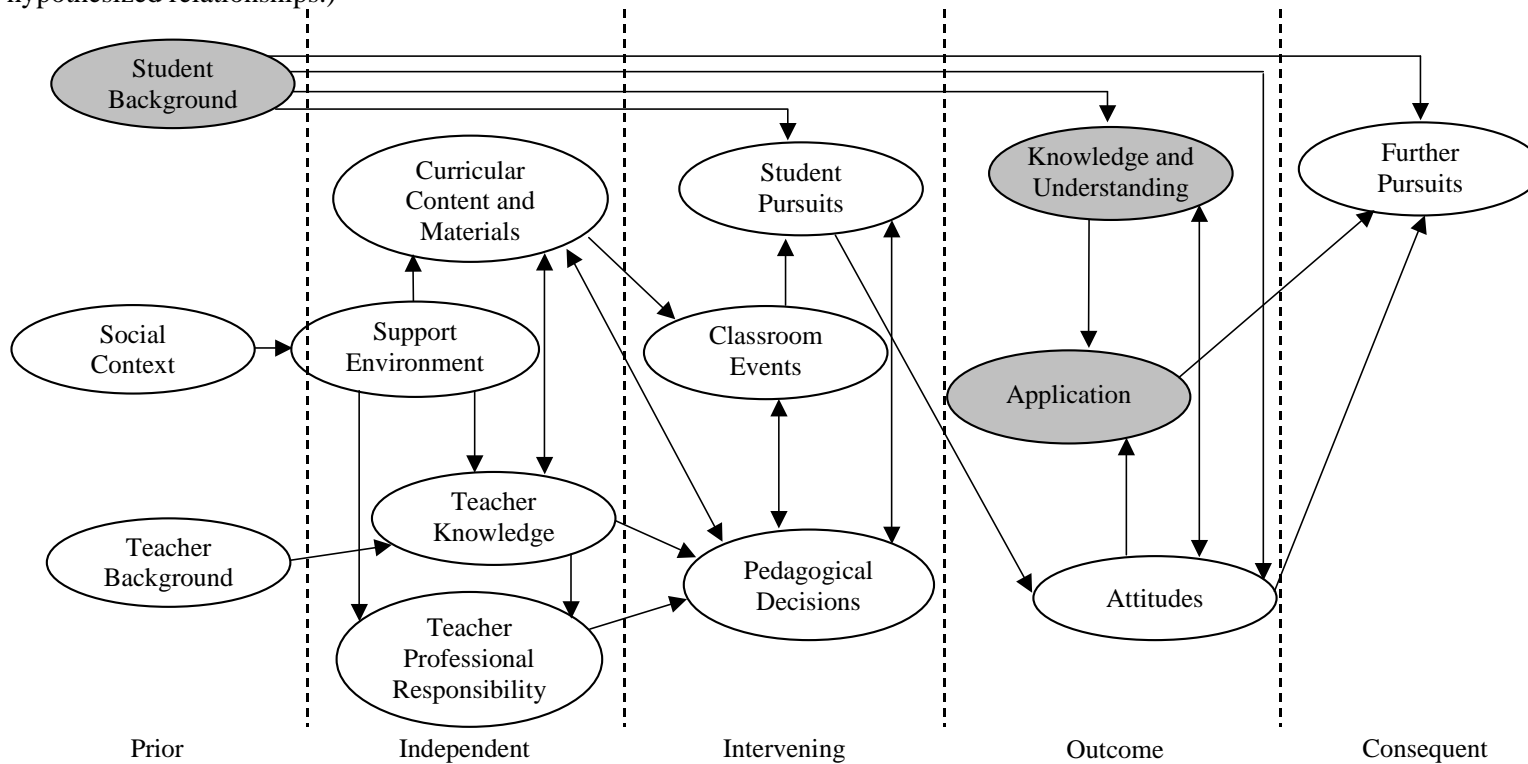 hypothesized relationships.)
Student
Background
Knowledge and
Understanding
Further
Pursuits
Curricular
Content and
Materials
Student
Pursuits
Social
Context
Support
Environment
Classroom
Events
Application
Teacher
Knowledge
Teacher
Background
Pedagogical
Decisions
Attitudes
Teacher
Professional
Responsibility
Prior
Independent
Intervening
Outcome
Consequent